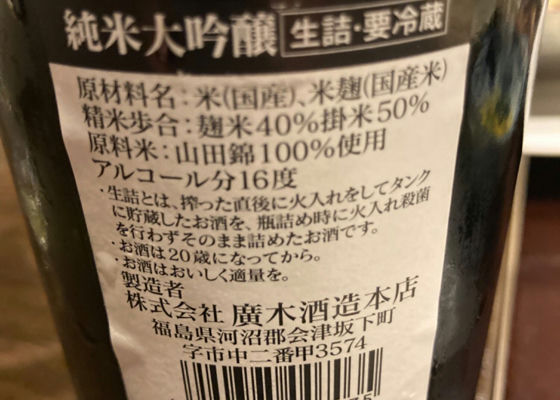 純米大吟醸 生詰・要冷蔵
原材料名：米(国産)、米麹(国産米)
精米歩合：麹米40%掛米50%
原料米：山田錦100%使用
アルコール分16度
・生詰とは、搾った直後に火入れをしてタンク
に貯蔵したお酒を、瓶詰め時に火入れ殺菌
を行わずそのまま詰めたお酒です。
・お酒は20歳になってから。
・お酒はおいしく適量を。
製造者
株式会社 廣木酒造本店
福島県河沼郡会津坂下町
字市中二番甲3574